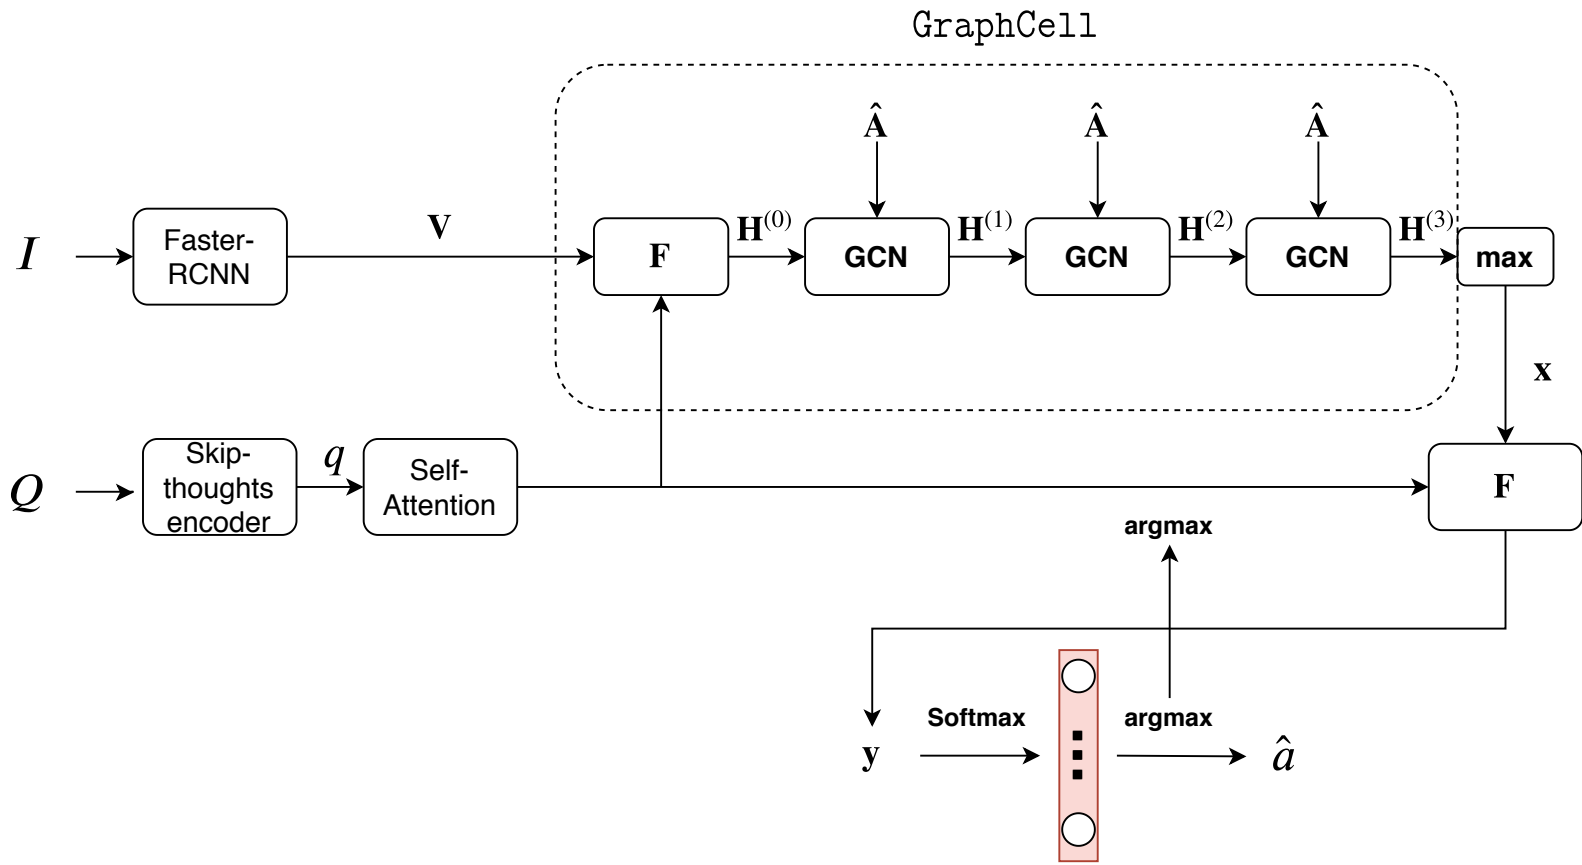 GraphCell
Â Â Â
I
Faster-
RCNN
V
F
H(0)
GCN
H(1)
GCN
H(2)
GCN
H(3)
max
x
Q
Skip-
thoughts
encoder
q
Self-
Attention
F
argmax
y
Softmax
argmax
â